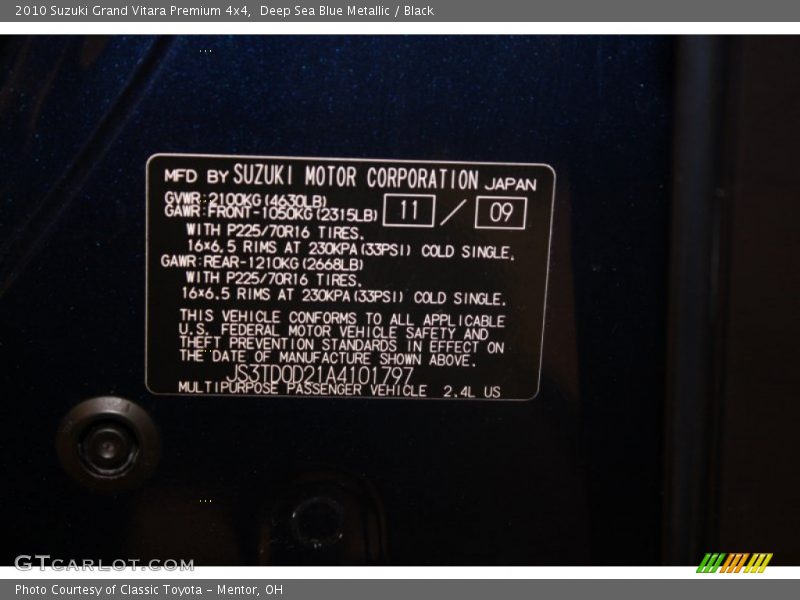 2010 Suzuki Grand Vitara Premium 4x4, Deep Sea Blue Metallic / Black
MFD BY SUZUKI MOTOR CORPORATION JAPAN
GVWR:2100KG(4630LB)
GAWR:FRONT-1050KG(2315LB) 11 / 09
WITH P225/70R16 TIRES,
16×6.5 RIMS AT 230KPA(33PSI) COLD SINGLE,
GAWR:REAR-1210KG(2668LB)
WITH P225/70R16 TIRES,
16×6.5 RIMS AT 230KPA(33PSI) COLD SINGLE.
THIS VEHICLE CONFORMS TO ALL APPLICABLE
U.S. FEDERAL MOTOR VEHICLE SAFETY AND
THEFT PREVENTION STANDARDS IN EFFECT ON
THE DATE OF MANUFACTURE SHOWN ABOVE.
JS3TD0D21A4101797
MULTIPURPOSE PASSENGER VEHICLE 2.4L US
GTCARLOT.COM
Photo Courtesy of Classic Toyota - Mentor, OH